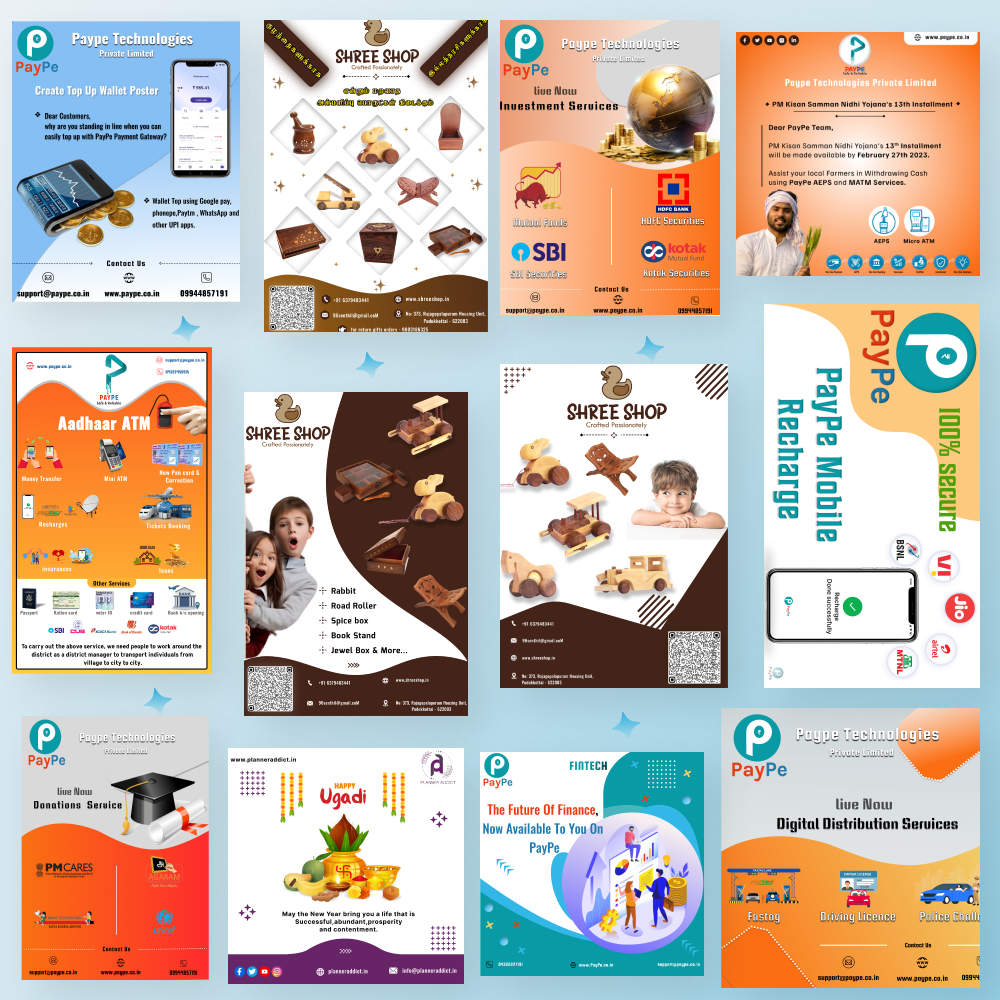 Paype Technologies
Private Limited
PayPe
Create Top Up Wallet Poster
Dear Customers,
why are you standing in line when you can
easily top up with PayPe Payment Gateway?
Wallet Top using Google pay,
phonepe,Paytm , WhatsApp and
other UPI apps.
Contact Us
support@paype.co.in
www.paype.co.in
09944857191
SHREE SHOP
Crafted Passionately
+91 6379483441
www.shreeshop.in
96santhil@gmail.coM
No: 373, Rajagopalapuram Housing Unit,
Pudukkottai - 622003
for return gifts orders - 9003166325
Paype Technologies
Private Limited
PayPe
live Now
Investment Services
Mutual Funds
HDFC BANK
HDFC Securities
SBI
SBI Securities
kotak
Mutual Fund
Kotak Securities
Contact Us
support@paype.co.in
www.paype.co.in
09944857191
www.paype.co.in
PAYPE
Safe & Reliable
Paype Technologies Private Limited
PM Kisan Samman Nidhi Yojana's 13th Installment
Dear PayPe Team,
PM Kisan Samman Nidhi Yojana's 13th Installment
will be made available by February 27th 2023.
Assist your local Farmers in Withdrawing Cash
using PayPe AEPS and MATM Services.
AEPS
Micro ATM
www.paype.co.in
support@paype.co.in
PAYPE
Safe & Reliable
Aadhaar ATM
Money Transfer
Mini ATM
New Pan card &
Correction
Recharges
Tickets Booking
Insurances
loans
Other Services
Passport
Ration card
voter ID
credit card
Bank a/c opening
SBI
kotak
To carry out the above service, we need people to work around the
district as a district manager to transport individuals from
village to city to city.
SHREE SHOP
Crafted Passionately
Rabbit
Road Roller
Spice box
Book Stand
Jewel Box & More...
+91 6379483441
www.shreeshop.in
96santhil@gmail.coM
No: 373, Rajagopalapuram Housing Unit,
Pudukkottai - 622003
SHREE SHOP
Crafted Passionately
+91 6379483441
96santhil@gmail.coM
www.shreeshop.in
No: 373, Rajagopalapuram Housing Unit,
Pudukkottai - 622003
PayPe
100% secure
PayPe Mobile
Recharge
BSNL
VI
Jio
airtel
MTNL
Recharge
Done successfully
Paype Technologies
Private Limited
PayPe
live Now
Donations Service
PMCARES
AGARAM
Contact Us
support@paype.co.in
www.paype.co.in
09944857191
www.planneraddict.in
PLANNER ADDICT
HAPPY
Ugadi
May the New Year bring you a life that is
Successful,abundant,prosperity
and contentment.
planneraddict.in
info@planneraddict.in
PayPe
FINTECH
The Future Of Finance,
Now Available To You On
PayPe
www.PayPe.co.in
support@paype.co.in
Paype Technologies
Private Limited
PayPe
live Now
Digital Distribution Services
Fastag
Driving Licence
Police Challa
Contact Us
support@paype.co.in
www.paype.co.in